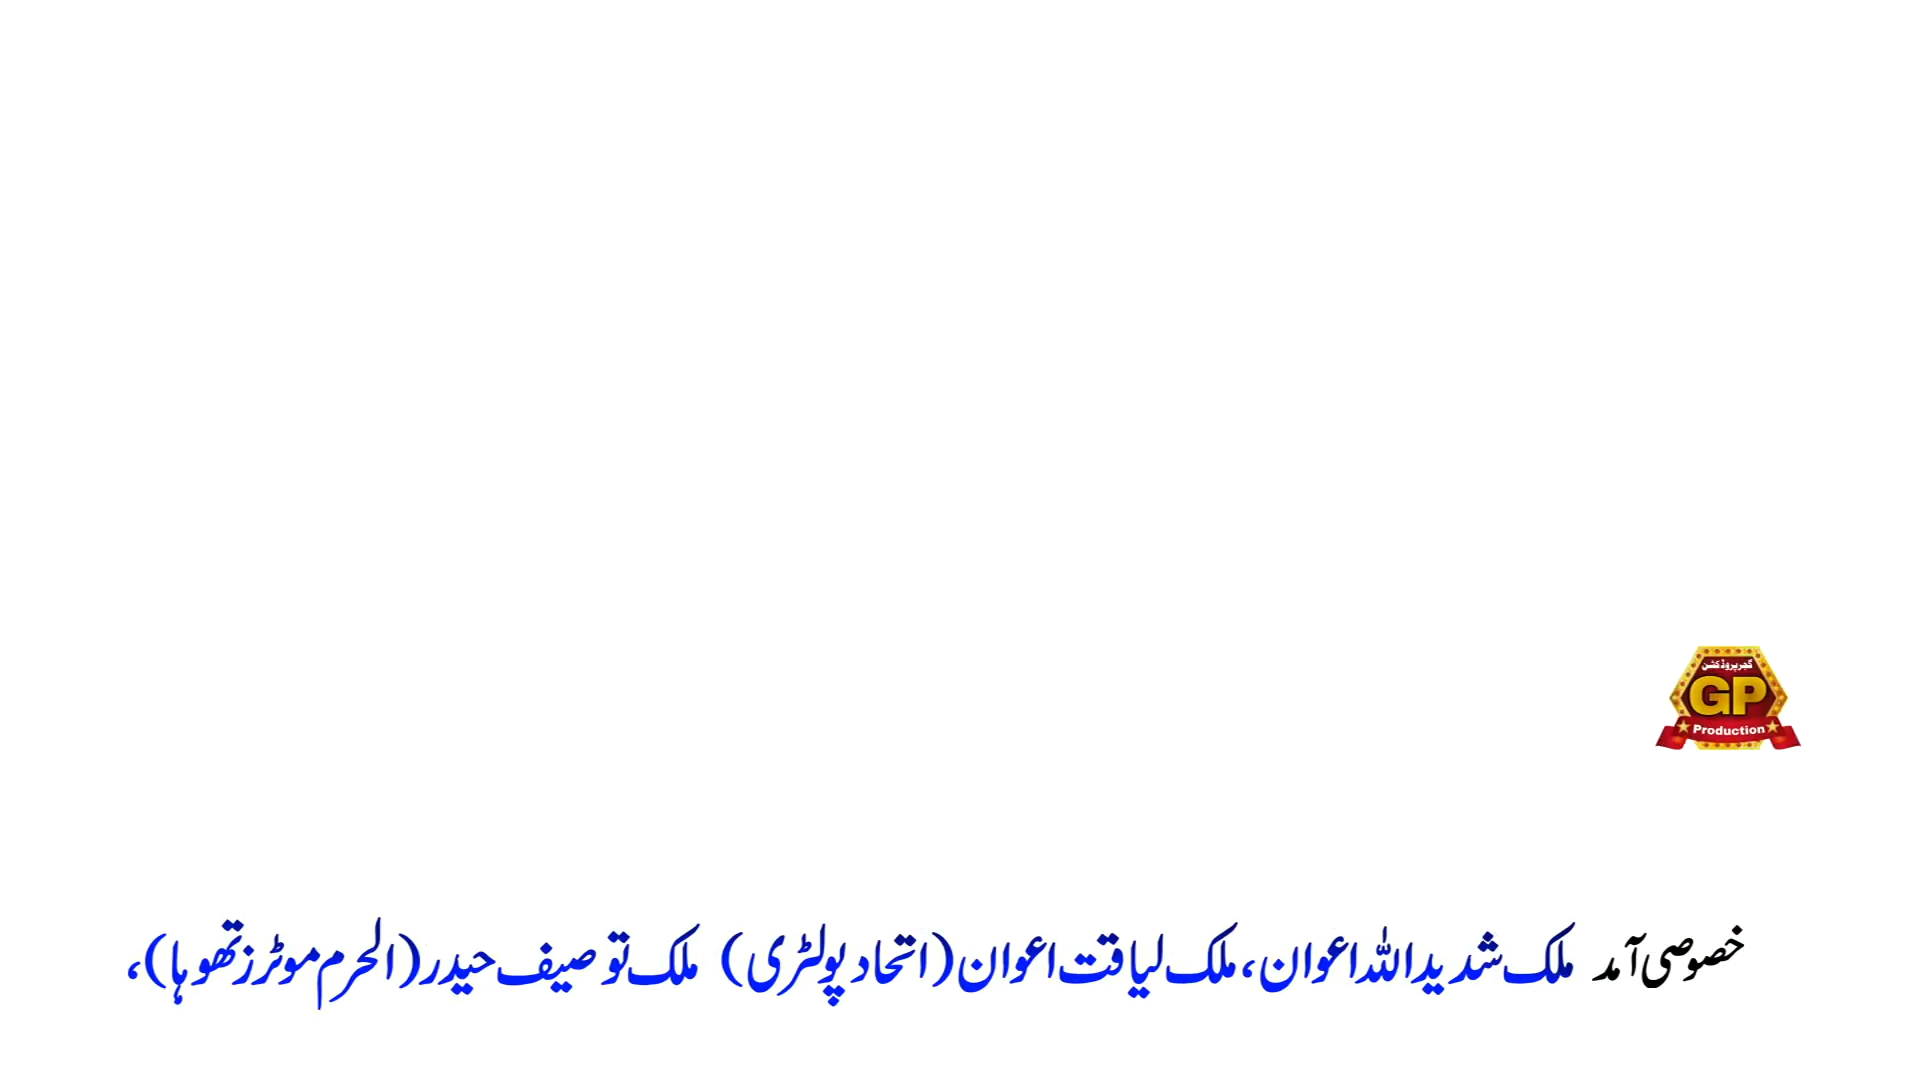 گجر پروڈکشن
GP
Production
خصوصی آمد ملک شدید اللہ اعوان، ملک لیاقت اعوان (اتحاد پولٹری) ملک توصیف حیدر (الحرم موٹرز تھوہا)،